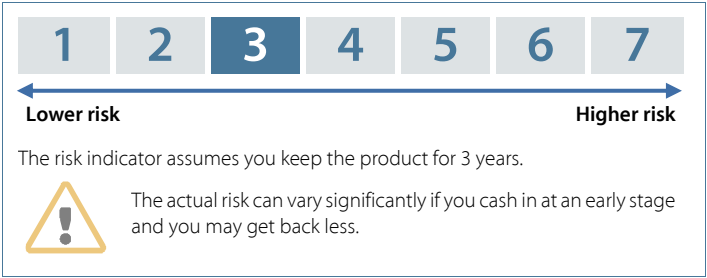 1 2 3 4 5 6 7
Lower risk Higher risk
The risk indicator assumes you keep the product for 3 years.
The actual risk can vary significantly if you cash in at an early stage
and you may get back less.